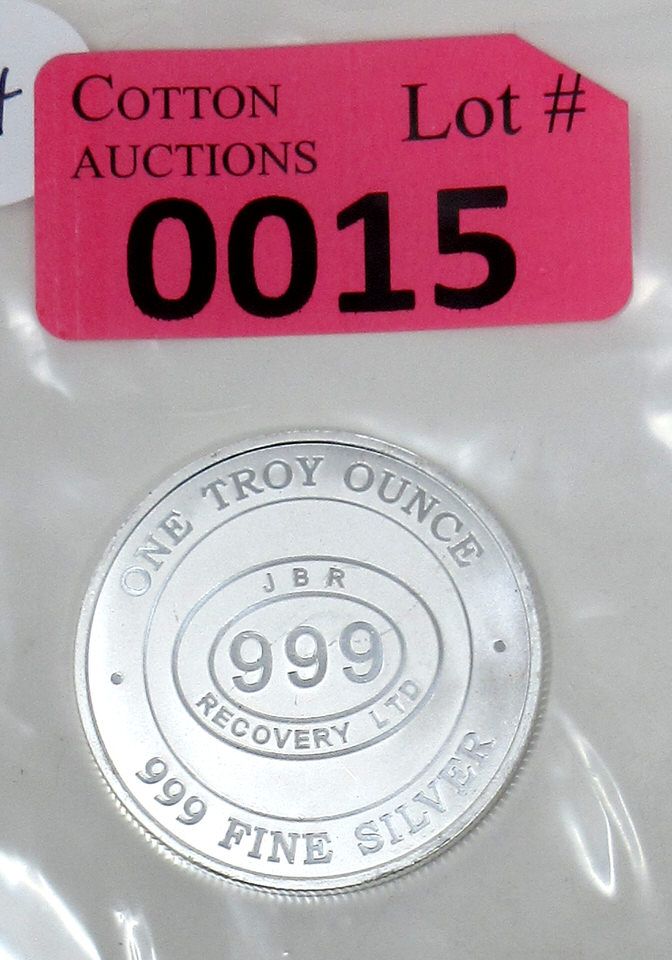 COTTON
AUCTIONS
Lot #
0015
ONE TROY OUNCE
JBR
999
RECOVERY LTD
999 FINE SILVER